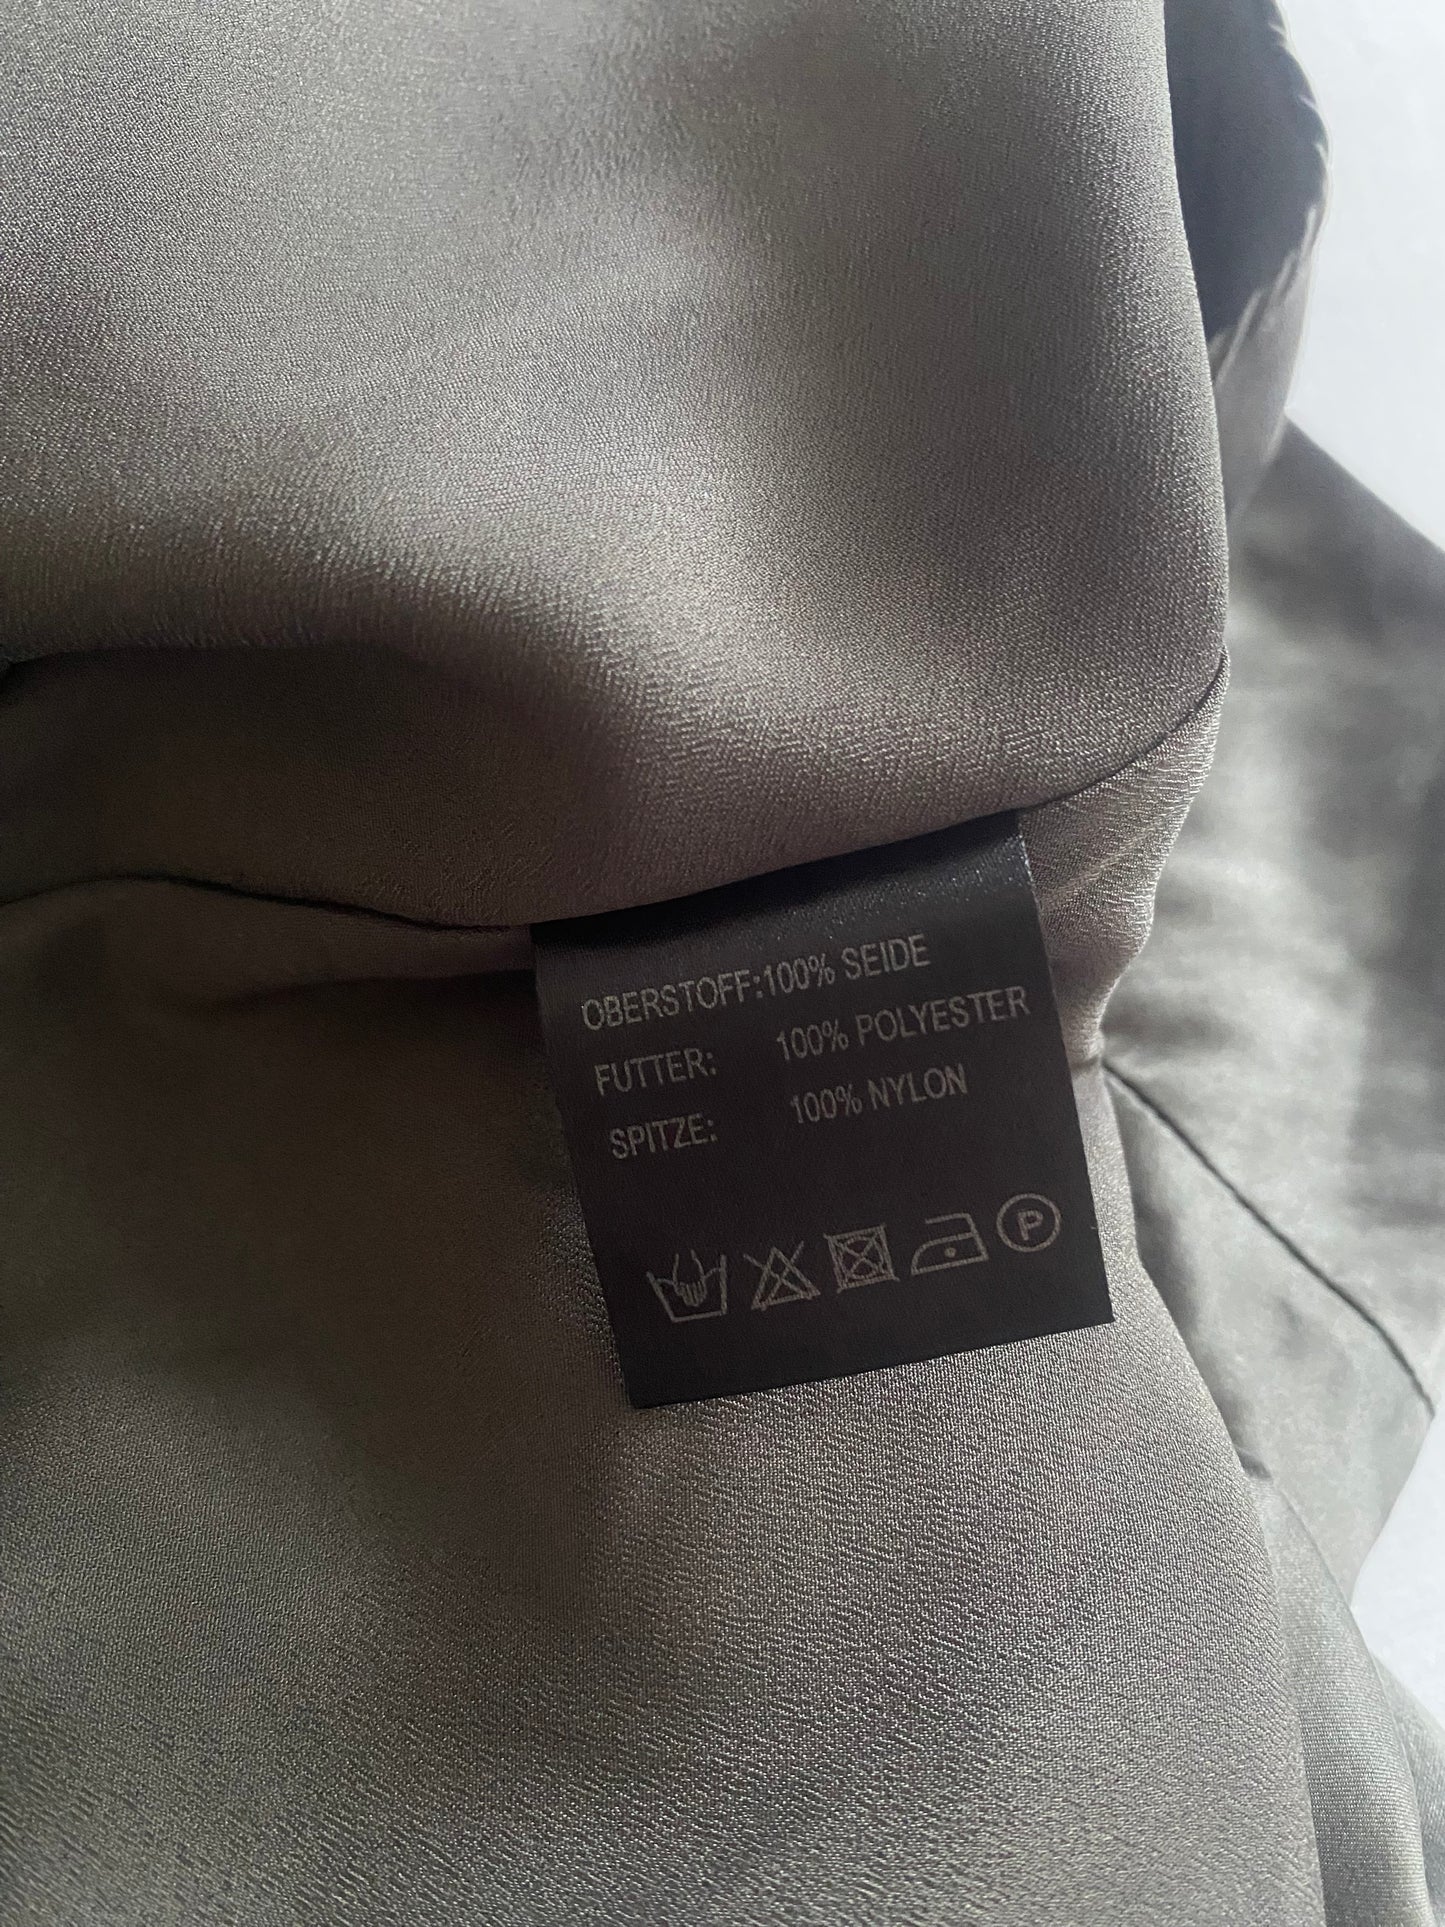 OBERSTOFF:100% SEIDE
FUTTER: 100% POLYESTER
SPITZE: 100% NYLON
P